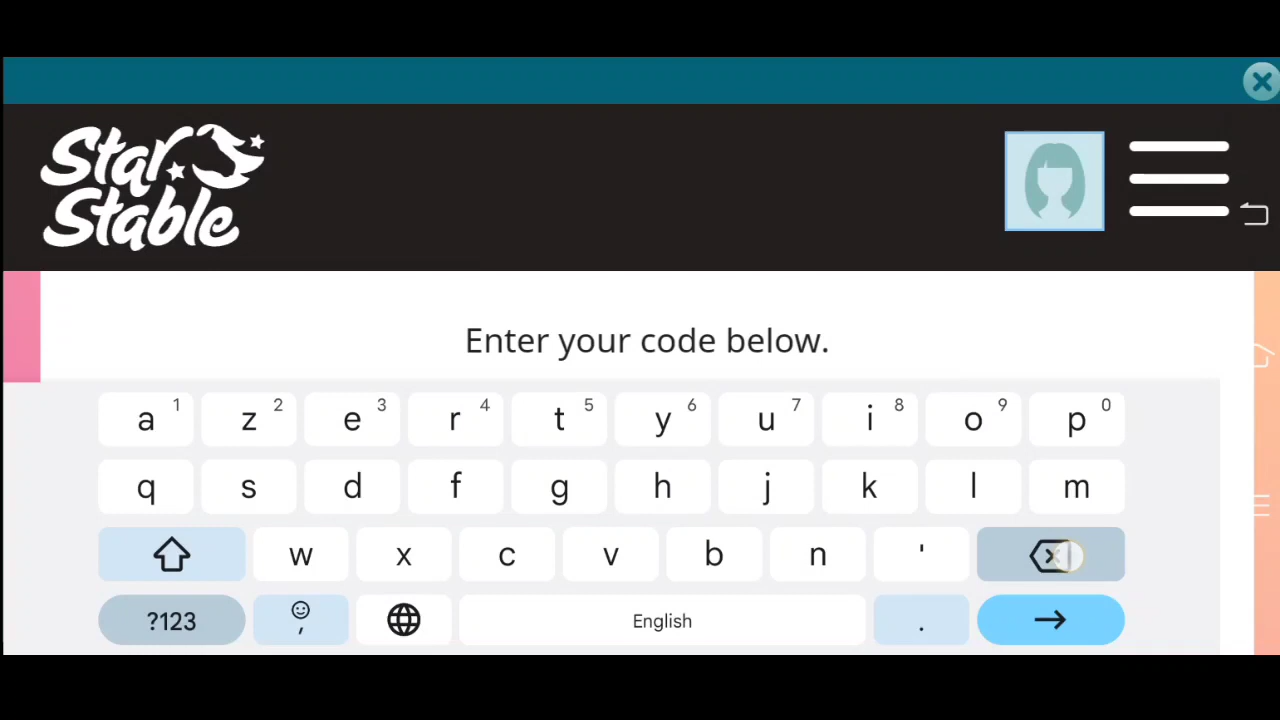 Star
Stable
Enter your code below.
a 1 z 2 e 3 r 4 t 5 y 6 u 7 i 8 o 9 p 0
q s d f g h j k l m
w x c v b n '
?123 , English .